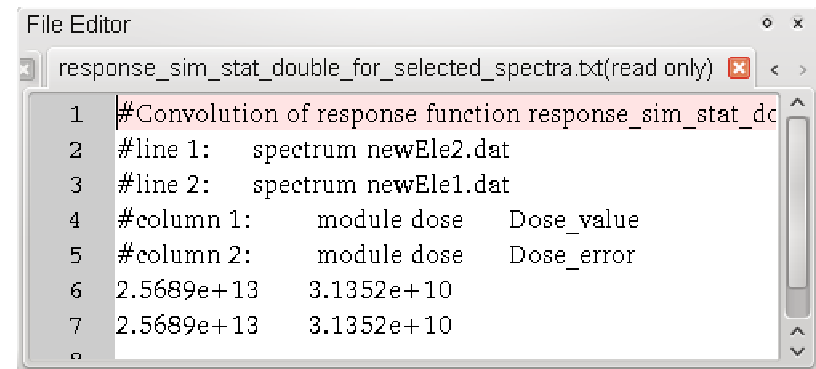 File Editor
response_sim_stat_double_for_selected_spectra.txt(read only)
1 #Convolution of response function response_sim_stat_do
2 #line 1: spectrum newEle2.dat
3 #line 2: spectrum newEle1.dat
4 #column 1: module dose Dose_value
5 #column 2: module dose Dose_error
6 2.5689e+13 3.1352e+10
7 2.5689e+13 3.1352e+10